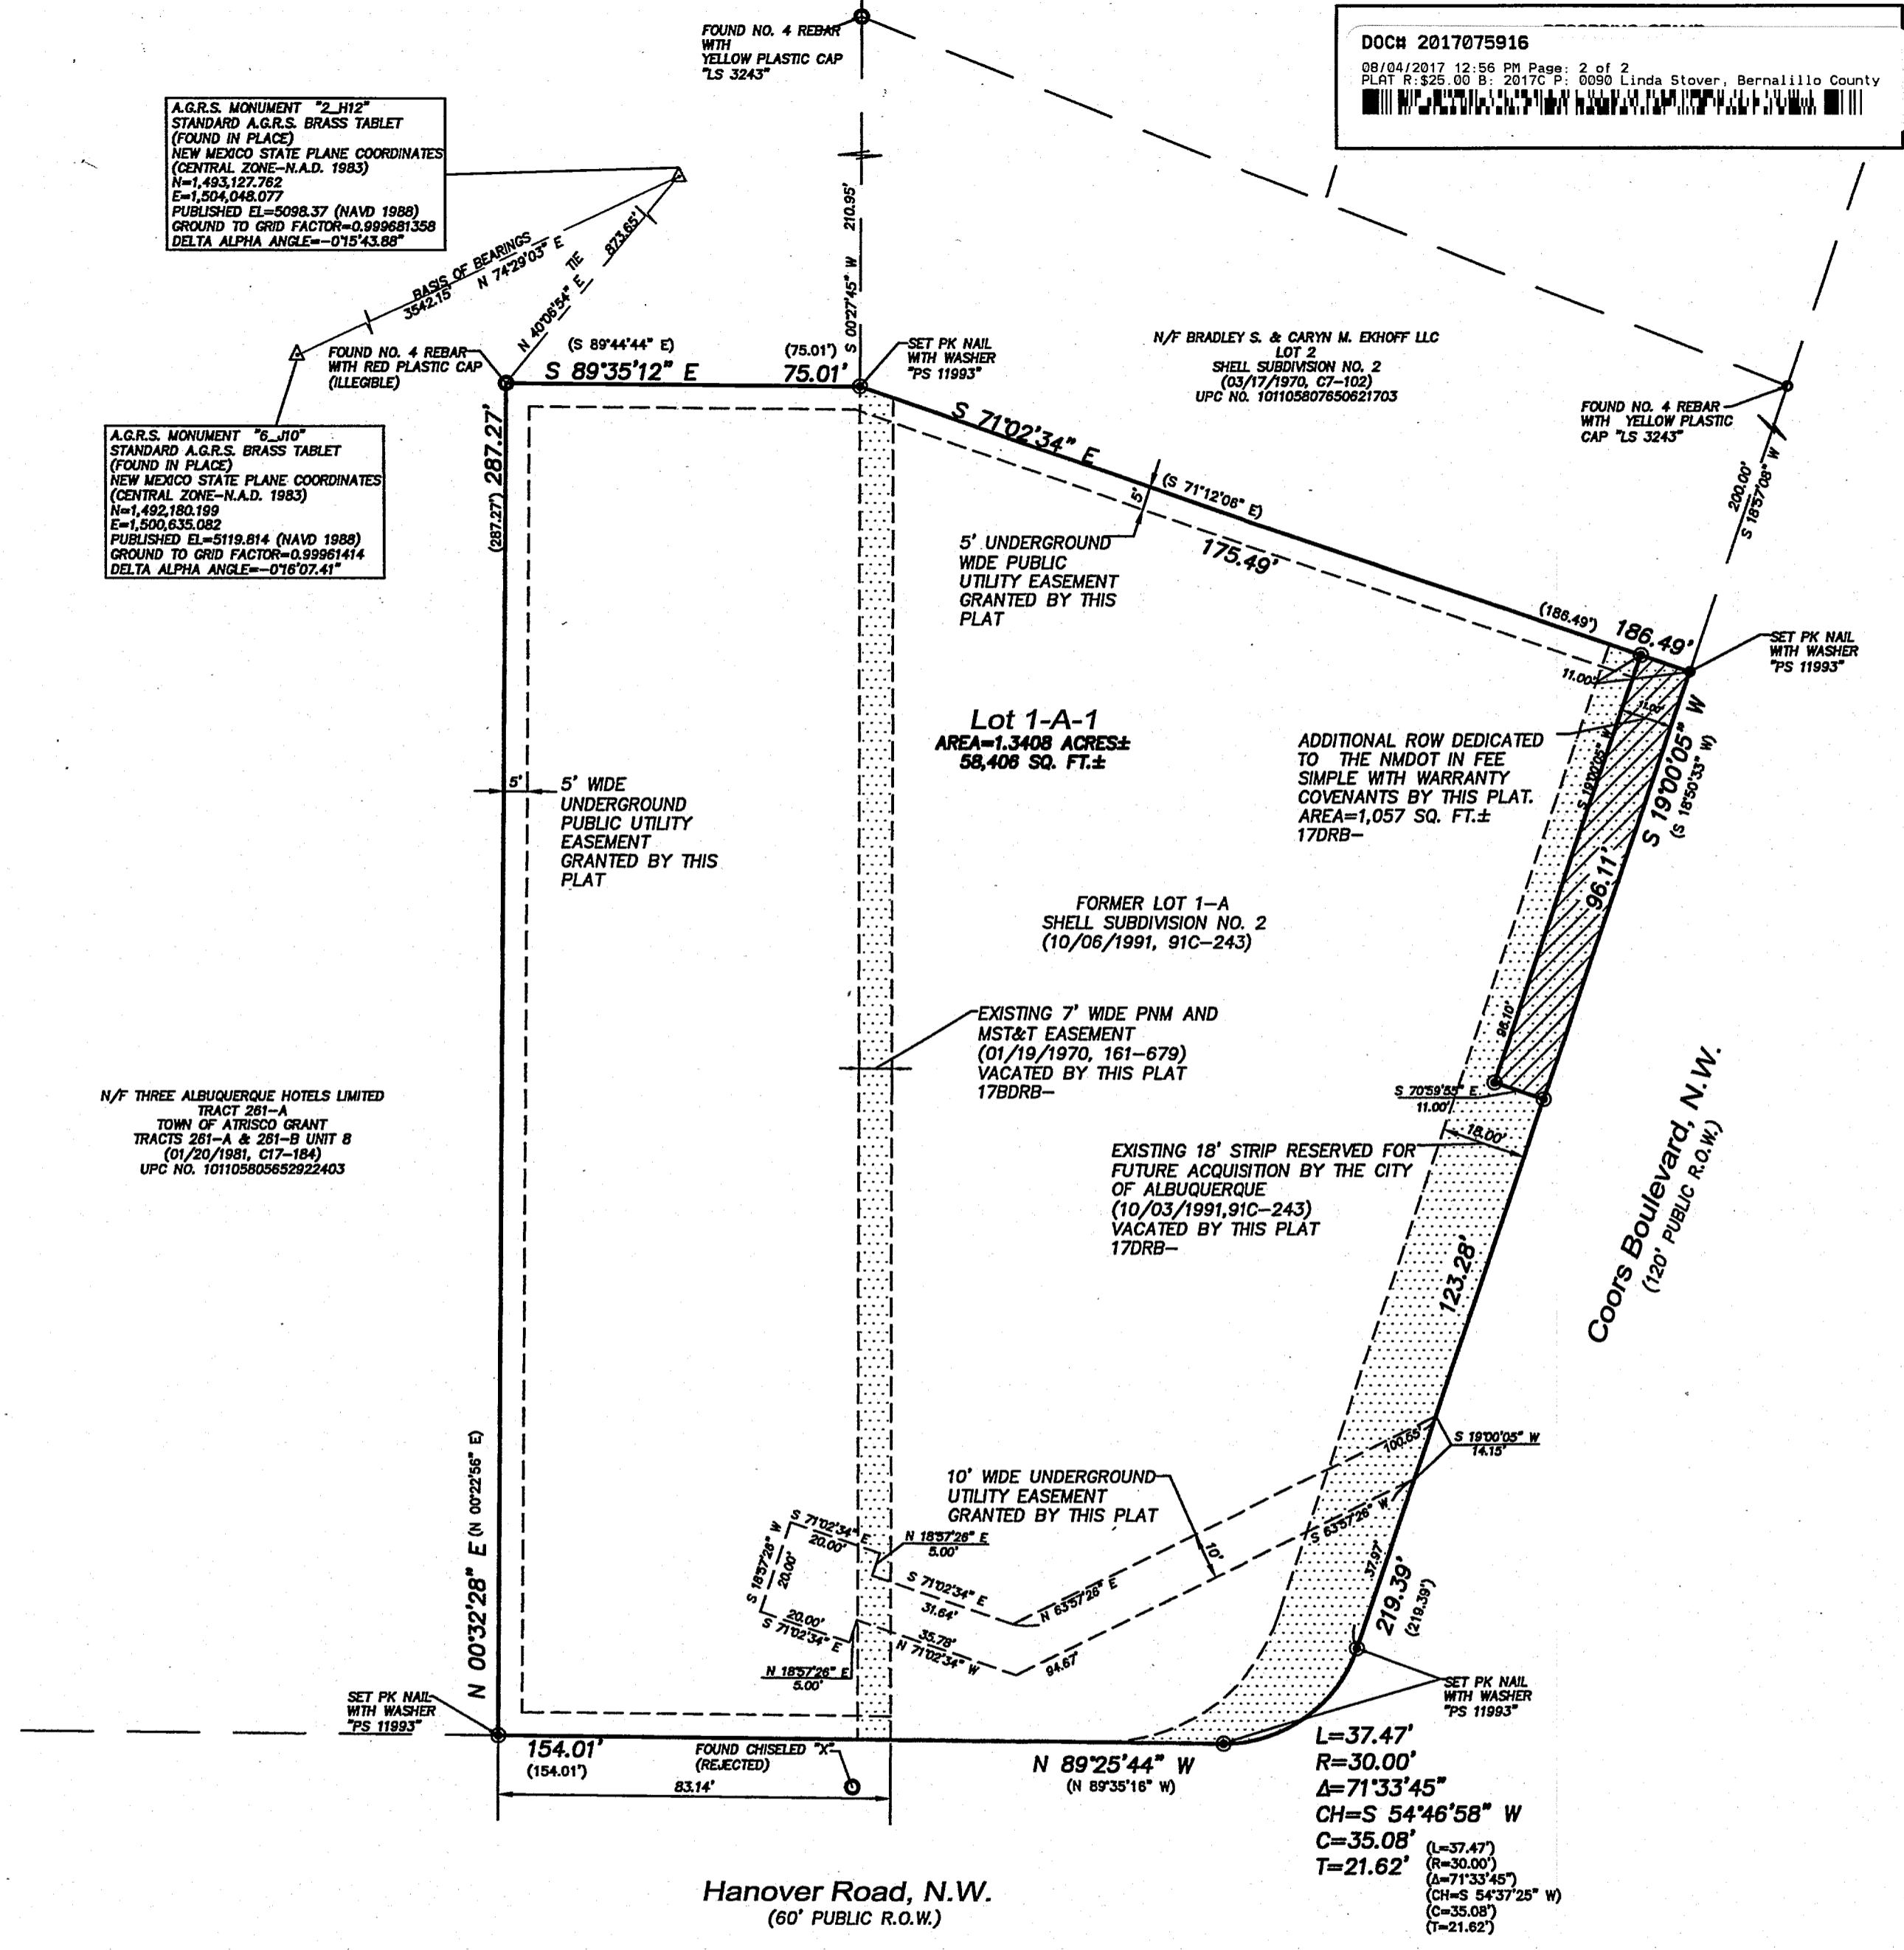 FOUND NO. 4 REBAR
WITH
YELLOW PLASTIC CAP
"LS 3243"
DOC# 2017075916
08/04/2017 12:56 PM Page: 2 of 2
PLAT R:$25.00 B: 2017C P: 0090 Linda Stover, Bernalillo County
A.G.R.S. MONUMENT "2_H12"
STANDARD A.G.R.S. BRASS TABLET
(FOUND IN PLACE)
NEW MEXICO STATE PLANE COORDINATES
(CENTRAL ZONE-N.A.D. 1983)
N=1,493,127.762
E=1,504,048.077
PUBLISHED EL=5098.37 (NAVD 1988)
GROUND TO GRID FACTOR=0.999681358
DELTA ALPHA ANGLE=-0°15'43.88"
BASIS OF BEARINGS
N 74°29'03" E
3542.15'
TIE
N 40°06'54" E
873.65'
S 00°27'45" W 210.95'
FOUND NO. 4 REBAR
WITH RED PLASTIC CAP
(ILLEGIBLE)
(S 89°44'44" E)
S 89°35'12" E
(75.01')
75.01'
SET PK NAIL
WITH WASHER
"PS 11993"
N/F BRADLEY S. & CARYN M. EKHOFF LLC
LOT 2
SHELL SUBDIVISION NO. 2
(03/17/1970, C7-102)
UPC NO. 101105807650621703
FOUND NO. 4 REBAR
WITH YELLOW PLASTIC
CAP "LS 3243"
200.00'
S 18°57'08" W
A.G.R.S. MONUMENT "6_J10"
STANDARD A.G.R.S. BRASS TABLET
(FOUND IN PLACE)
NEW MEXICO STATE PLANE COORDINATES
(CENTRAL ZONE-N.A.D. 1983)
N=1,492,180.199
E=1,500,635.082
PUBLISHED EL=5119.814 (NAVD 1988)
GROUND TO GRID FACTOR=0.99961414
DELTA ALPHA ANGLE=-0°16'07.41"
(287.27') 287.27'
S 71°02'34" E
(S 71°12'06" E)
5'
175.49'
5' UNDERGROUND
WIDE PUBLIC
UTILITY EASEMENT
GRANTED BY THIS
PLAT
(186.49')
186.49'
SET PK NAIL
WITH WASHER
"PS 11993"
11.00'
11.00'
Lot 1-A-1
AREA=1.3408 ACRES±
58,406 SQ. FT.±
ADDITIONAL ROW DEDICATED
TO THE NMDOT IN FEE
SIMPLE WITH WARRANTY
COVENANTS BY THIS PLAT.
AREA=1,057 SQ. FT.±
17DRB-
S 19°00'05" W
S 19°00'05" W
(S 18°50'33" W)
96.11'
96.10'
5'
5' WIDE
UNDERGROUND
PUBLIC UTILITY
EASEMENT
GRANTED BY THIS
PLAT
FORMER LOT 1-A
SHELL SUBDIVISION NO. 2
(10/06/1991, 91C-243)
EXISTING 7' WIDE PNM AND
MST&T EASEMENT
(01/19/1970, 161-679)
VACATED BY THIS PLAT
17BDRB-
N/F THREE ALBUQUERQUE HOTELS LIMITED
TRACT 261-A
TOWN OF ATRISCO GRANT
TRACTS 261-A & 261-B UNIT 8
(01/20/1981, C17-184)
UPC NO. 101105805652922403
S 70°59'55" E
11.00'
18.00'
EXISTING 18' STRIP RESERVED FOR
FUTURE ACQUISITION BY THE CITY
OF ALBUQUERQUE
(10/03/1991,91C-243)
VACATED BY THIS PLAT
17DRB-
Coors Boulevard, N.W.
(120' PUBLIC R.O.W.)
123.28'
N 00°32'28" E (N 00°22'56" E)
10' WIDE UNDERGROUND
UTILITY EASEMENT
GRANTED BY THIS PLAT
100.65'
S 19°00'05" W
14.15'
S 63°57'26" W
10'
S 71°02'34" E
20.00'
N 18°57'26" E
5.00'
S 18°57'26" W
20.00'
S 71°02'34" E
31.64'
N 63°57'26" E
20.00'
S 71°02'34" E
35.78'
N 71°02'34" W
94.67'
N 18°57'26" E
5.00'
37.97'
219.39'
(219.39')
SET PK NAIL
WITH WASHER
"PS 11993"
SET PK NAIL
WITH WASHER
"PS 11993"
154.01'
(154.01')
FOUND CHISELED "X"
(REJECTED)
83.14'
N 89°25'44" W
(N 89°35'16" W)
L=37.47'
R=30.00'
Δ=71°33'45"
CH=S 54°46'58" W
C=35.08'
T=21.62'
(L=37.47')
(R=30.00')
(Δ=71°33'45")
(CH=S 54°37'25" W)
(C=35.08')
(T=21.62')
Hanover Road, N.W.
(60' PUBLIC R.O.W.)